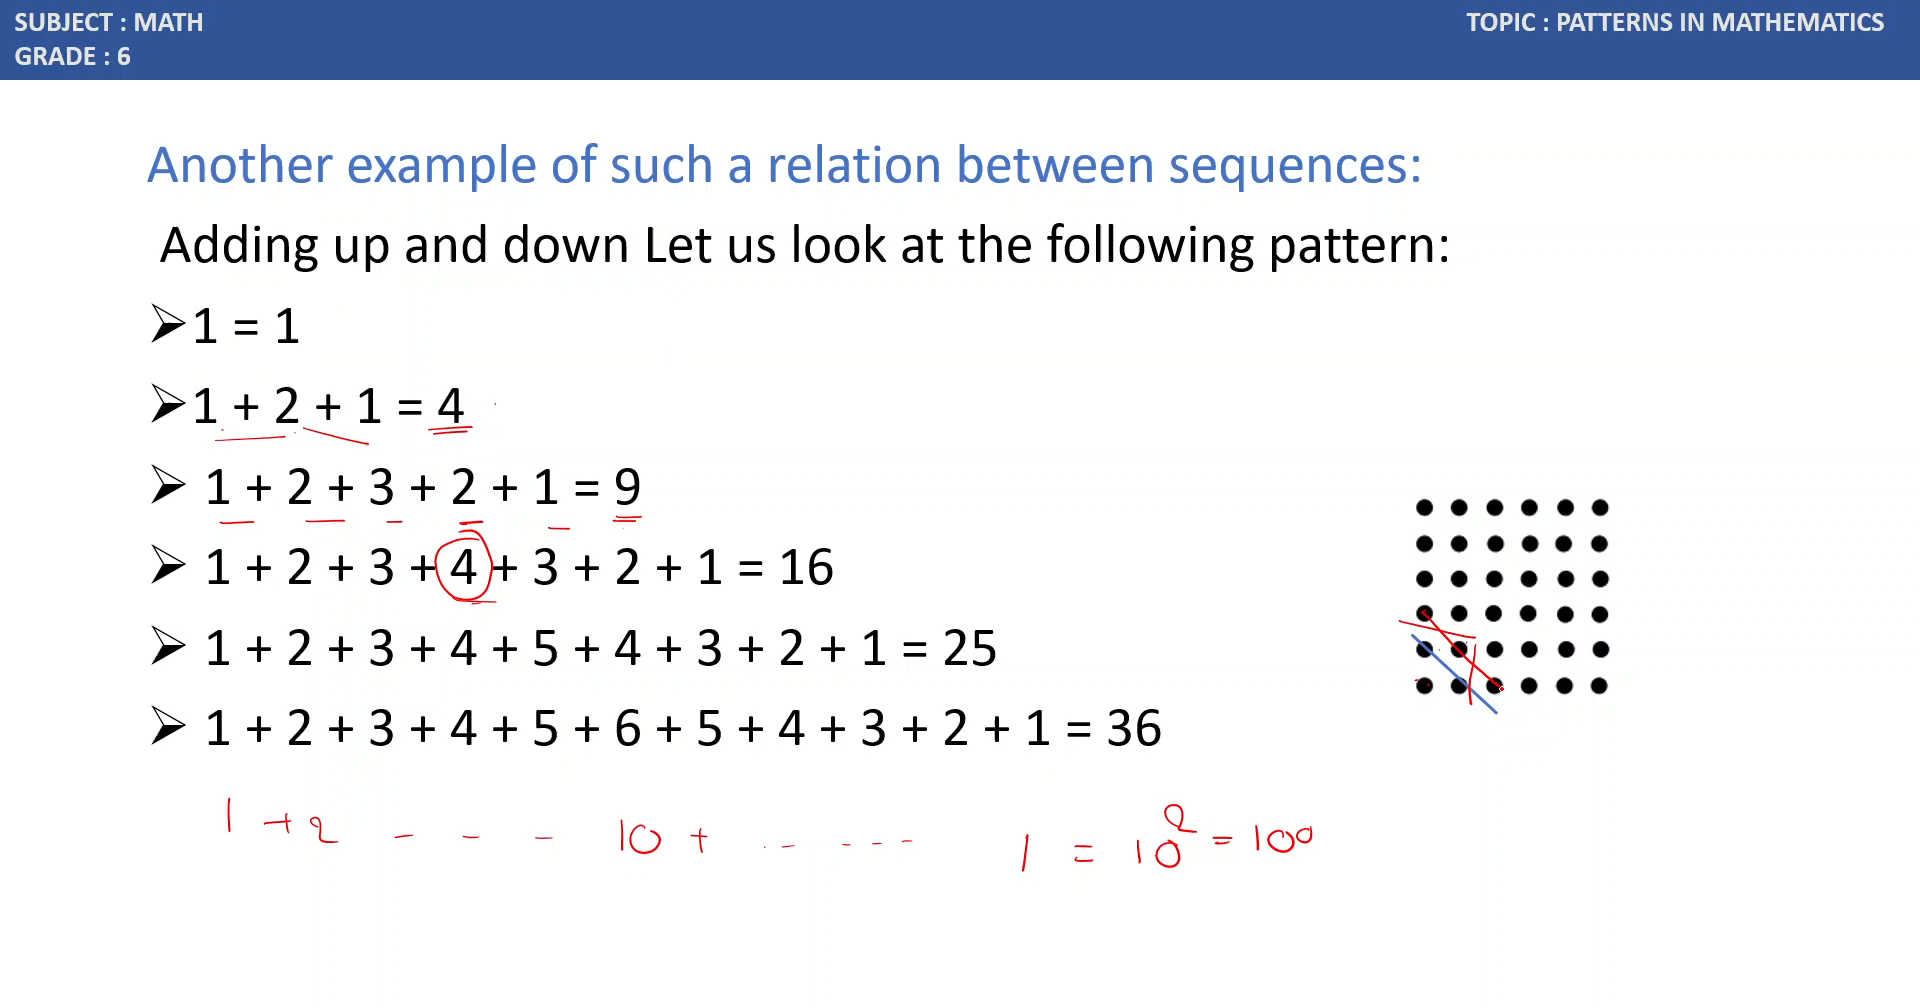 SUBJECT : MATH
GRADE : 6
TOPIC : PATTERNS IN MATHEMATICS
Another example of such a relation between sequences:
Adding up and down Let us look at the following pattern:
➢1 = 1
➢1 + 2 + 1 = 4
➢ 1 + 2 + 3 + 2 + 1 = 9
➢ 1 + 2 + 3 + 4 + 3 + 2 + 1 = 16
➢ 1 + 2 + 3 + 4 + 5 + 4 + 3 + 2 + 1 = 25
➢ 1 + 2 + 3 + 4 + 5 + 6 + 5 + 4 + 3 + 2 + 1 = 36
1 + 2 - - - 10 + - - - - - 1 = 10² = 100